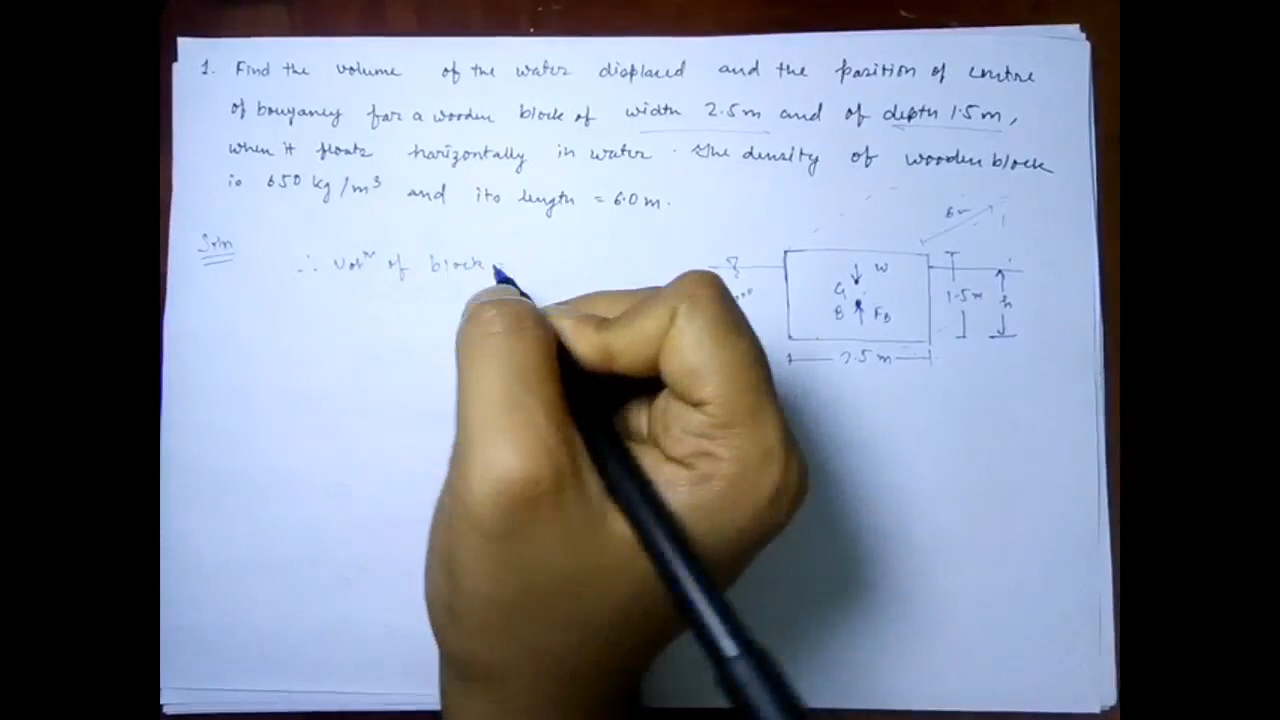 1. Find the volume of the water displaced and the position of centre
of bouyancy for a wooden block of width 2.5m and of depth 1.5m,
when it floats horizontally in water. The density of wooden block
is 650 kg/m³ and its length = 6.0m.
Soln
∴ Volm of block =
6m
W
G
B FB
1.5m
h
2.5m